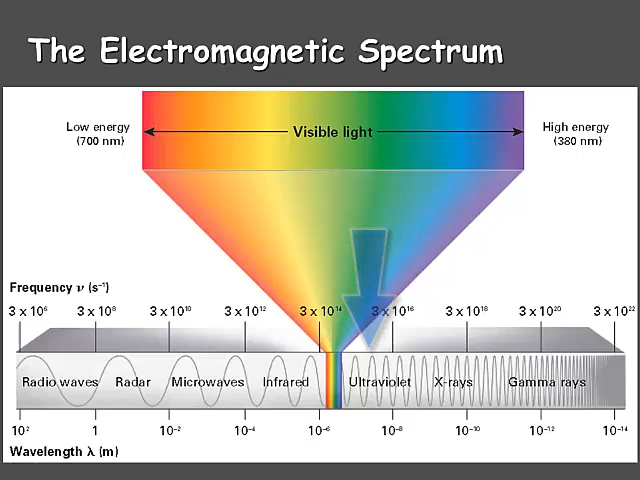 The Electromagnetic Spectrum
Low energy
(700 nm)
Visible light
High energy
(380 nm)
Frequency ν (s⁻¹)
3 x 10⁶ 3 x 10⁸ 3 x 10¹⁰ 3 x 10¹² 3 x 10¹⁴ 3 x 10¹⁶ 3 x 10¹⁸ 3 x 10²⁰ 3 x 10²²
Radio waves Radar Microwaves Infrared Ultraviolet X-rays Gamma rays
10² 1 10⁻² 10⁻⁴ 10⁻⁶ 10⁻⁸ 10⁻¹⁰ 10⁻¹² 10⁻¹⁴
Wavelength λ (m)